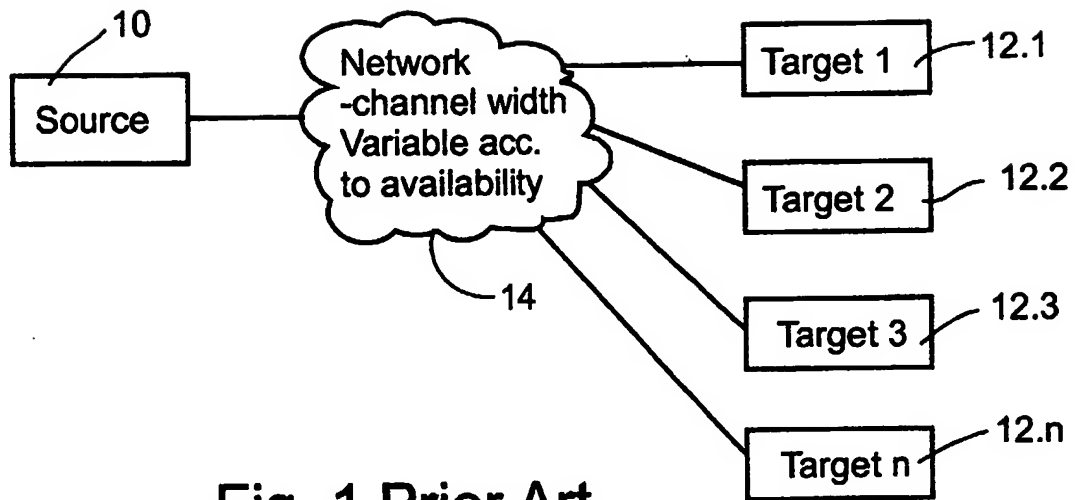 10
Source
Network
-channel width
Variable acc.
to availability
14
Target 1
12.1
Target 2
12.2
Target 3
12.3
Target n
12.n
Fig. 1 Prior Art